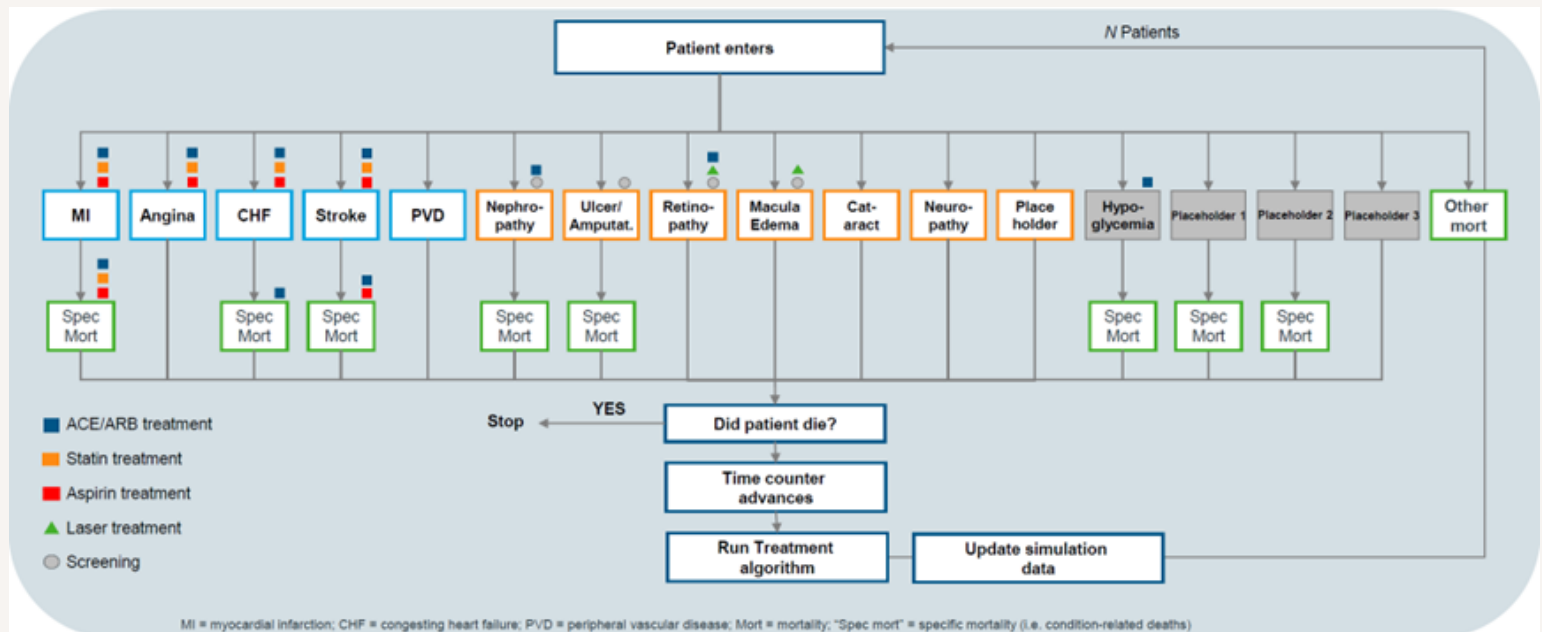 Patient enters
N Patients
MI
Angina
CHF
Stroke
PVD
Nephro-
pathy
Ulcer/
Amputat.
Retino-
pathy
Macula
Edema
Cat-
aract
Neuro-
pathy
Place
holder
Hypo-
glycemia
Placeholder 1
Placeholder 2
Placeholder 3
Other
mort
Spec
Mort
Spec
Mort
Spec
Mort
Spec
Mort
Spec
Mort
Spec
Mort
Spec
Mort
Spec
Mort
Stop
YES
Did patient die?
Time counter
advances
Run Treatment
algorithm
Update simulation
data
ACE/ARB treatment
Statin treatment
Aspirin treatment
Laser treatment
Screening
MI = myocardial infarction; CHF = congesting heart failure; PVD = peripheral vascular disease; Mort = mortality; "Spec mort" = specific mortality (i.e. condition-related deaths)